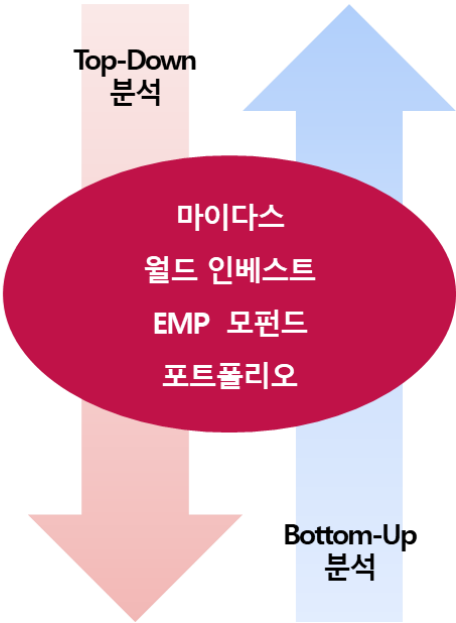 Top-Down
분석
마이다스
월드 인베스트
EMP 모펀드
포트폴리오
Bottom-Up
분석